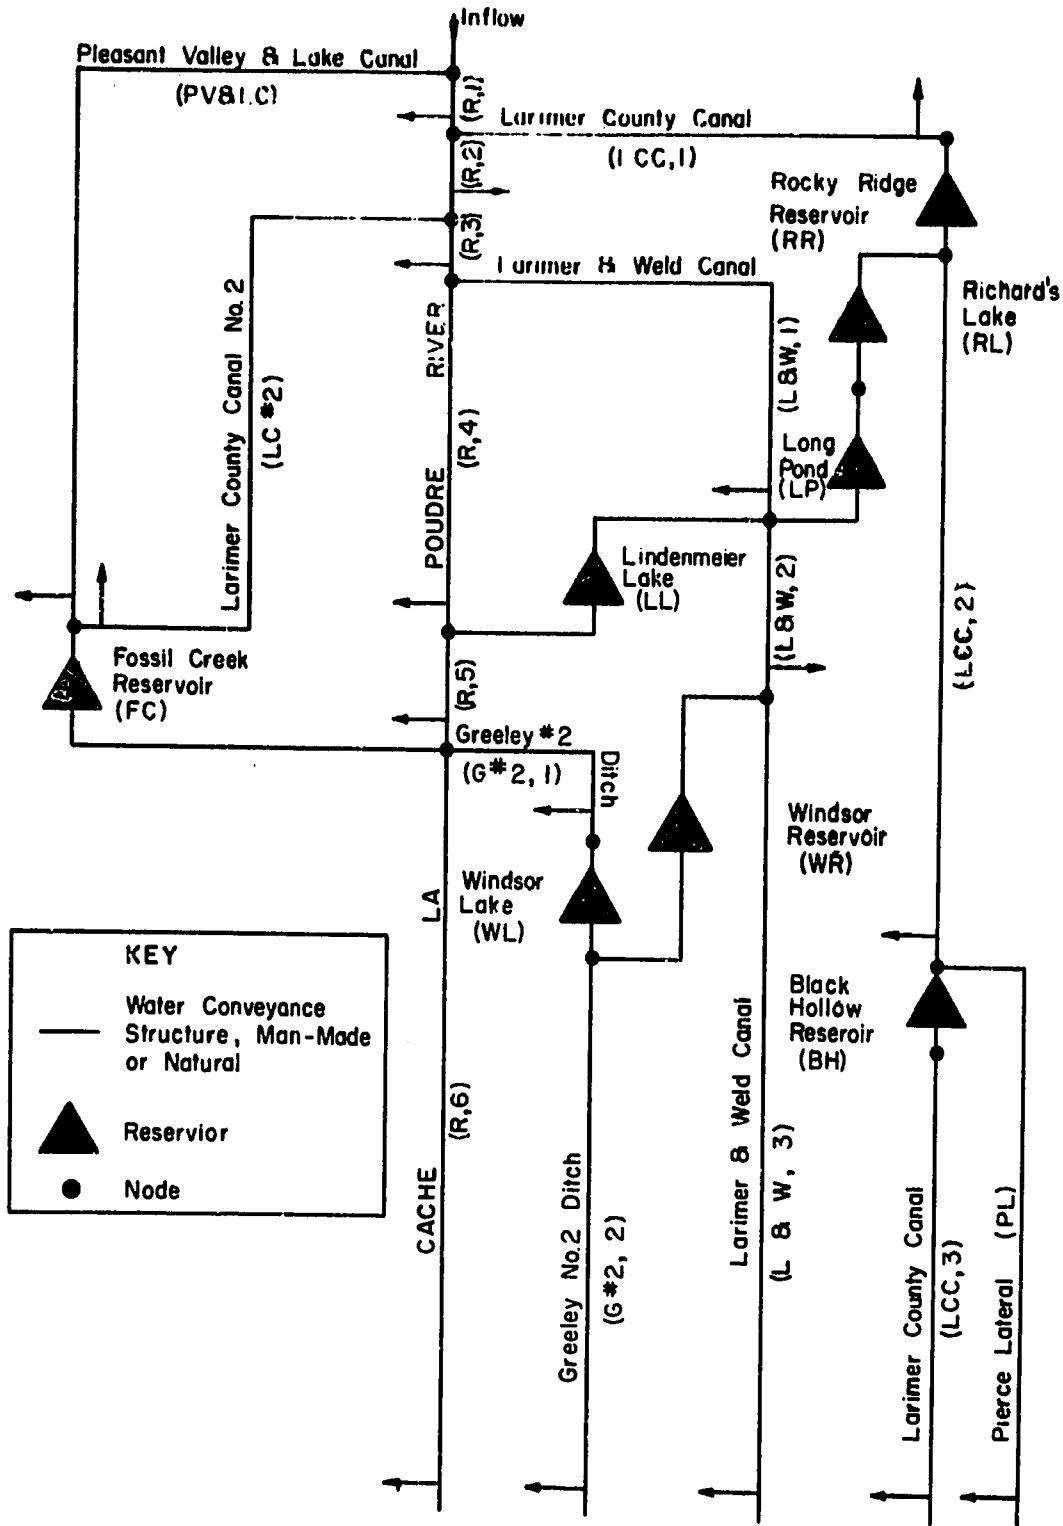 Inflow
Pleasant Valley & Lake Canal
(PV&L.C)
(R,1)
Larimer County Canal
(LCC,1)
(R,2)
Rocky Ridge
Reservoir
(RR)
(R,3)
Larimer & Weld Canal
Richard's
Lake
(RL)
Larimer County Canal No.2
(LC #2)
RIVER
(R,4)
POUDRE
(L&W,1)
Long
Pond
(LP)
Lindenmeier
Lake
(LL)
(L&W,2)
(LCC,2)
Fossil Creek
Reservoir
(FC)
(R,5)
Greeley #2
(G#2,1)
Ditch
Windsor
Reservoir
(WR)
LA
Windsor
Lake
(WL)
Black
Hollow
Reseroir
(BH)
KEY
Water Conveyance
Structure, Man-Made
or Natural
Reservior
Node
(R,6)
CACHE
Greeley No.2 Ditch
(G#2, 2)
Larimer & Weld Canal
(L & W, 3)
Larimer County Canal
(LCC,3)
Pierce Lateral (PL)